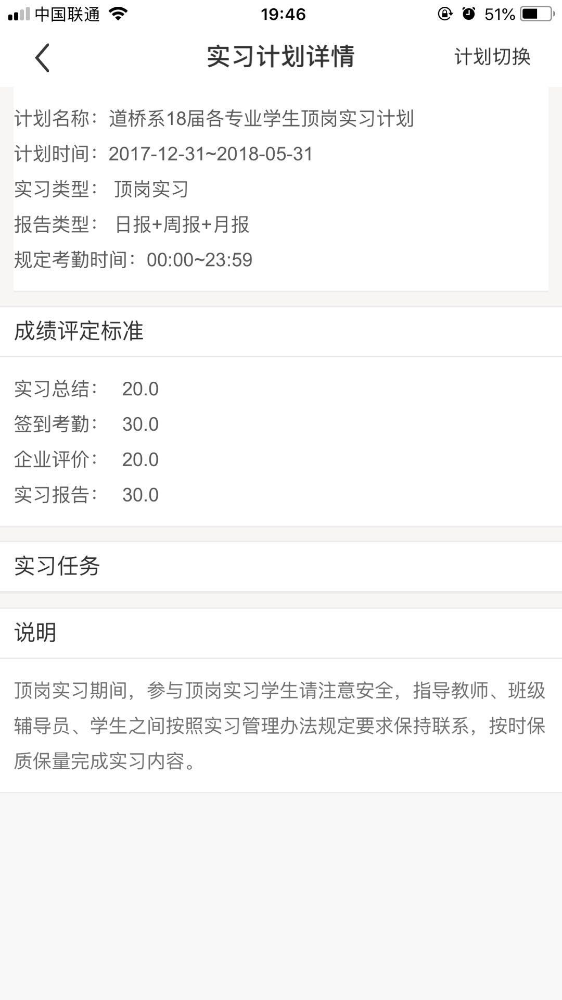 中国联通 19:46 51%
实习计划详情 计划切换
计划名称：道桥系18届各专业学生顶岗实习计划
计划时间：2017-12-31~2018-05-31
实习类型： 顶岗实习
报告类型： 日报+周报+月报
规定考勤时间：00:00~23:59
成绩评定标准
实习总结： 20.0
签到考勤： 30.0
企业评价： 20.0
实习报告： 30.0
实习任务
说明
顶岗实习期间，参与顶岗实习学生请注意安全，指导教师、班级
辅导员、学生之间按照实习管理办法规定要求保持联系，按时保
质保量完成实习内容。